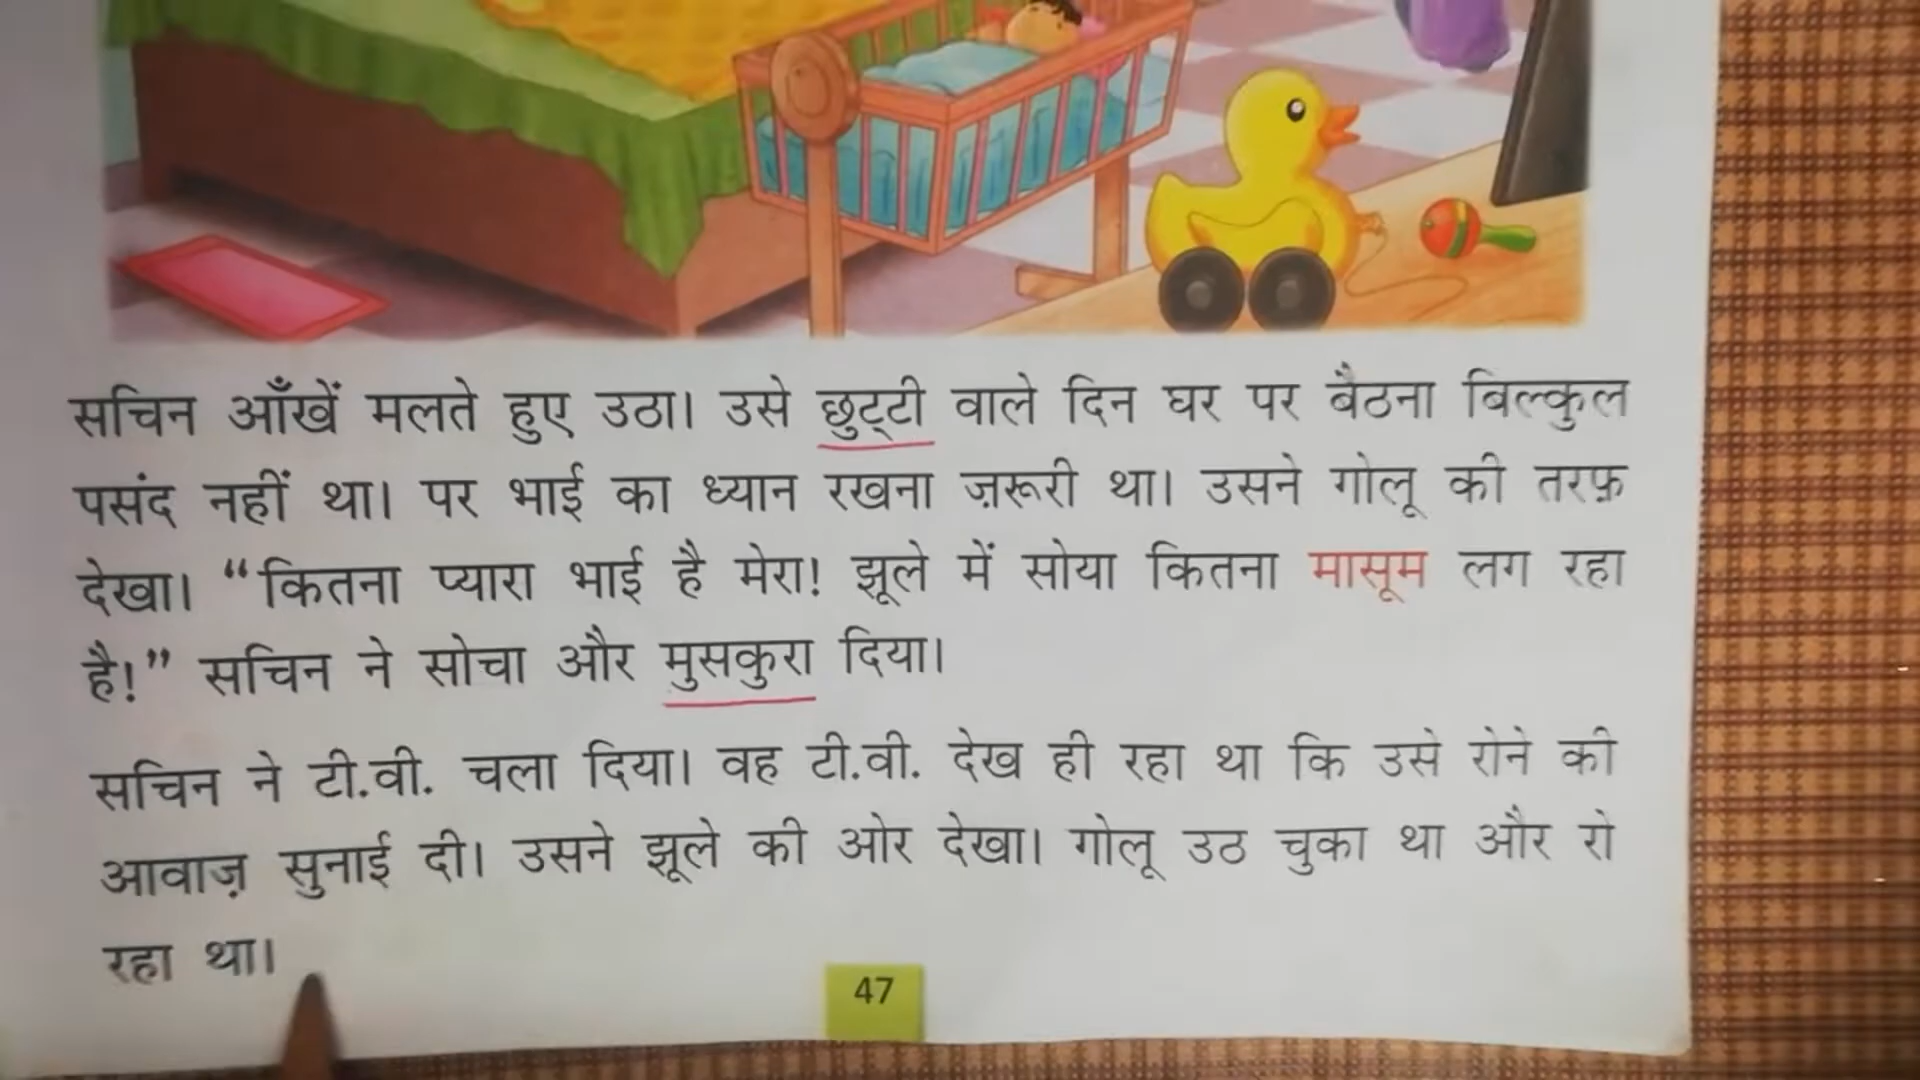 सचिन आँखें मलते हुए उठा। उसे छुट्टी वाले दिन घर पर बैठना बिल्कुल
पसंद नहीं था। पर भाई का ध्यान रखना ज़रूरी था। उसने गोलू की तरफ़
देखा। “कितना प्यारा भाई है मेरा! झूले में सोया कितना मासूम लग रहा
है!” सचिन ने सोचा और मुसकुरा दिया।
सचिन ने टी.वी. चला दिया। वह टी.वी. देख ही रहा था कि उसे रोने की
आवाज़ सुनाई दी। उसने झूले की ओर देखा। गोलू उठ चुका था और रो
रहा था।
47